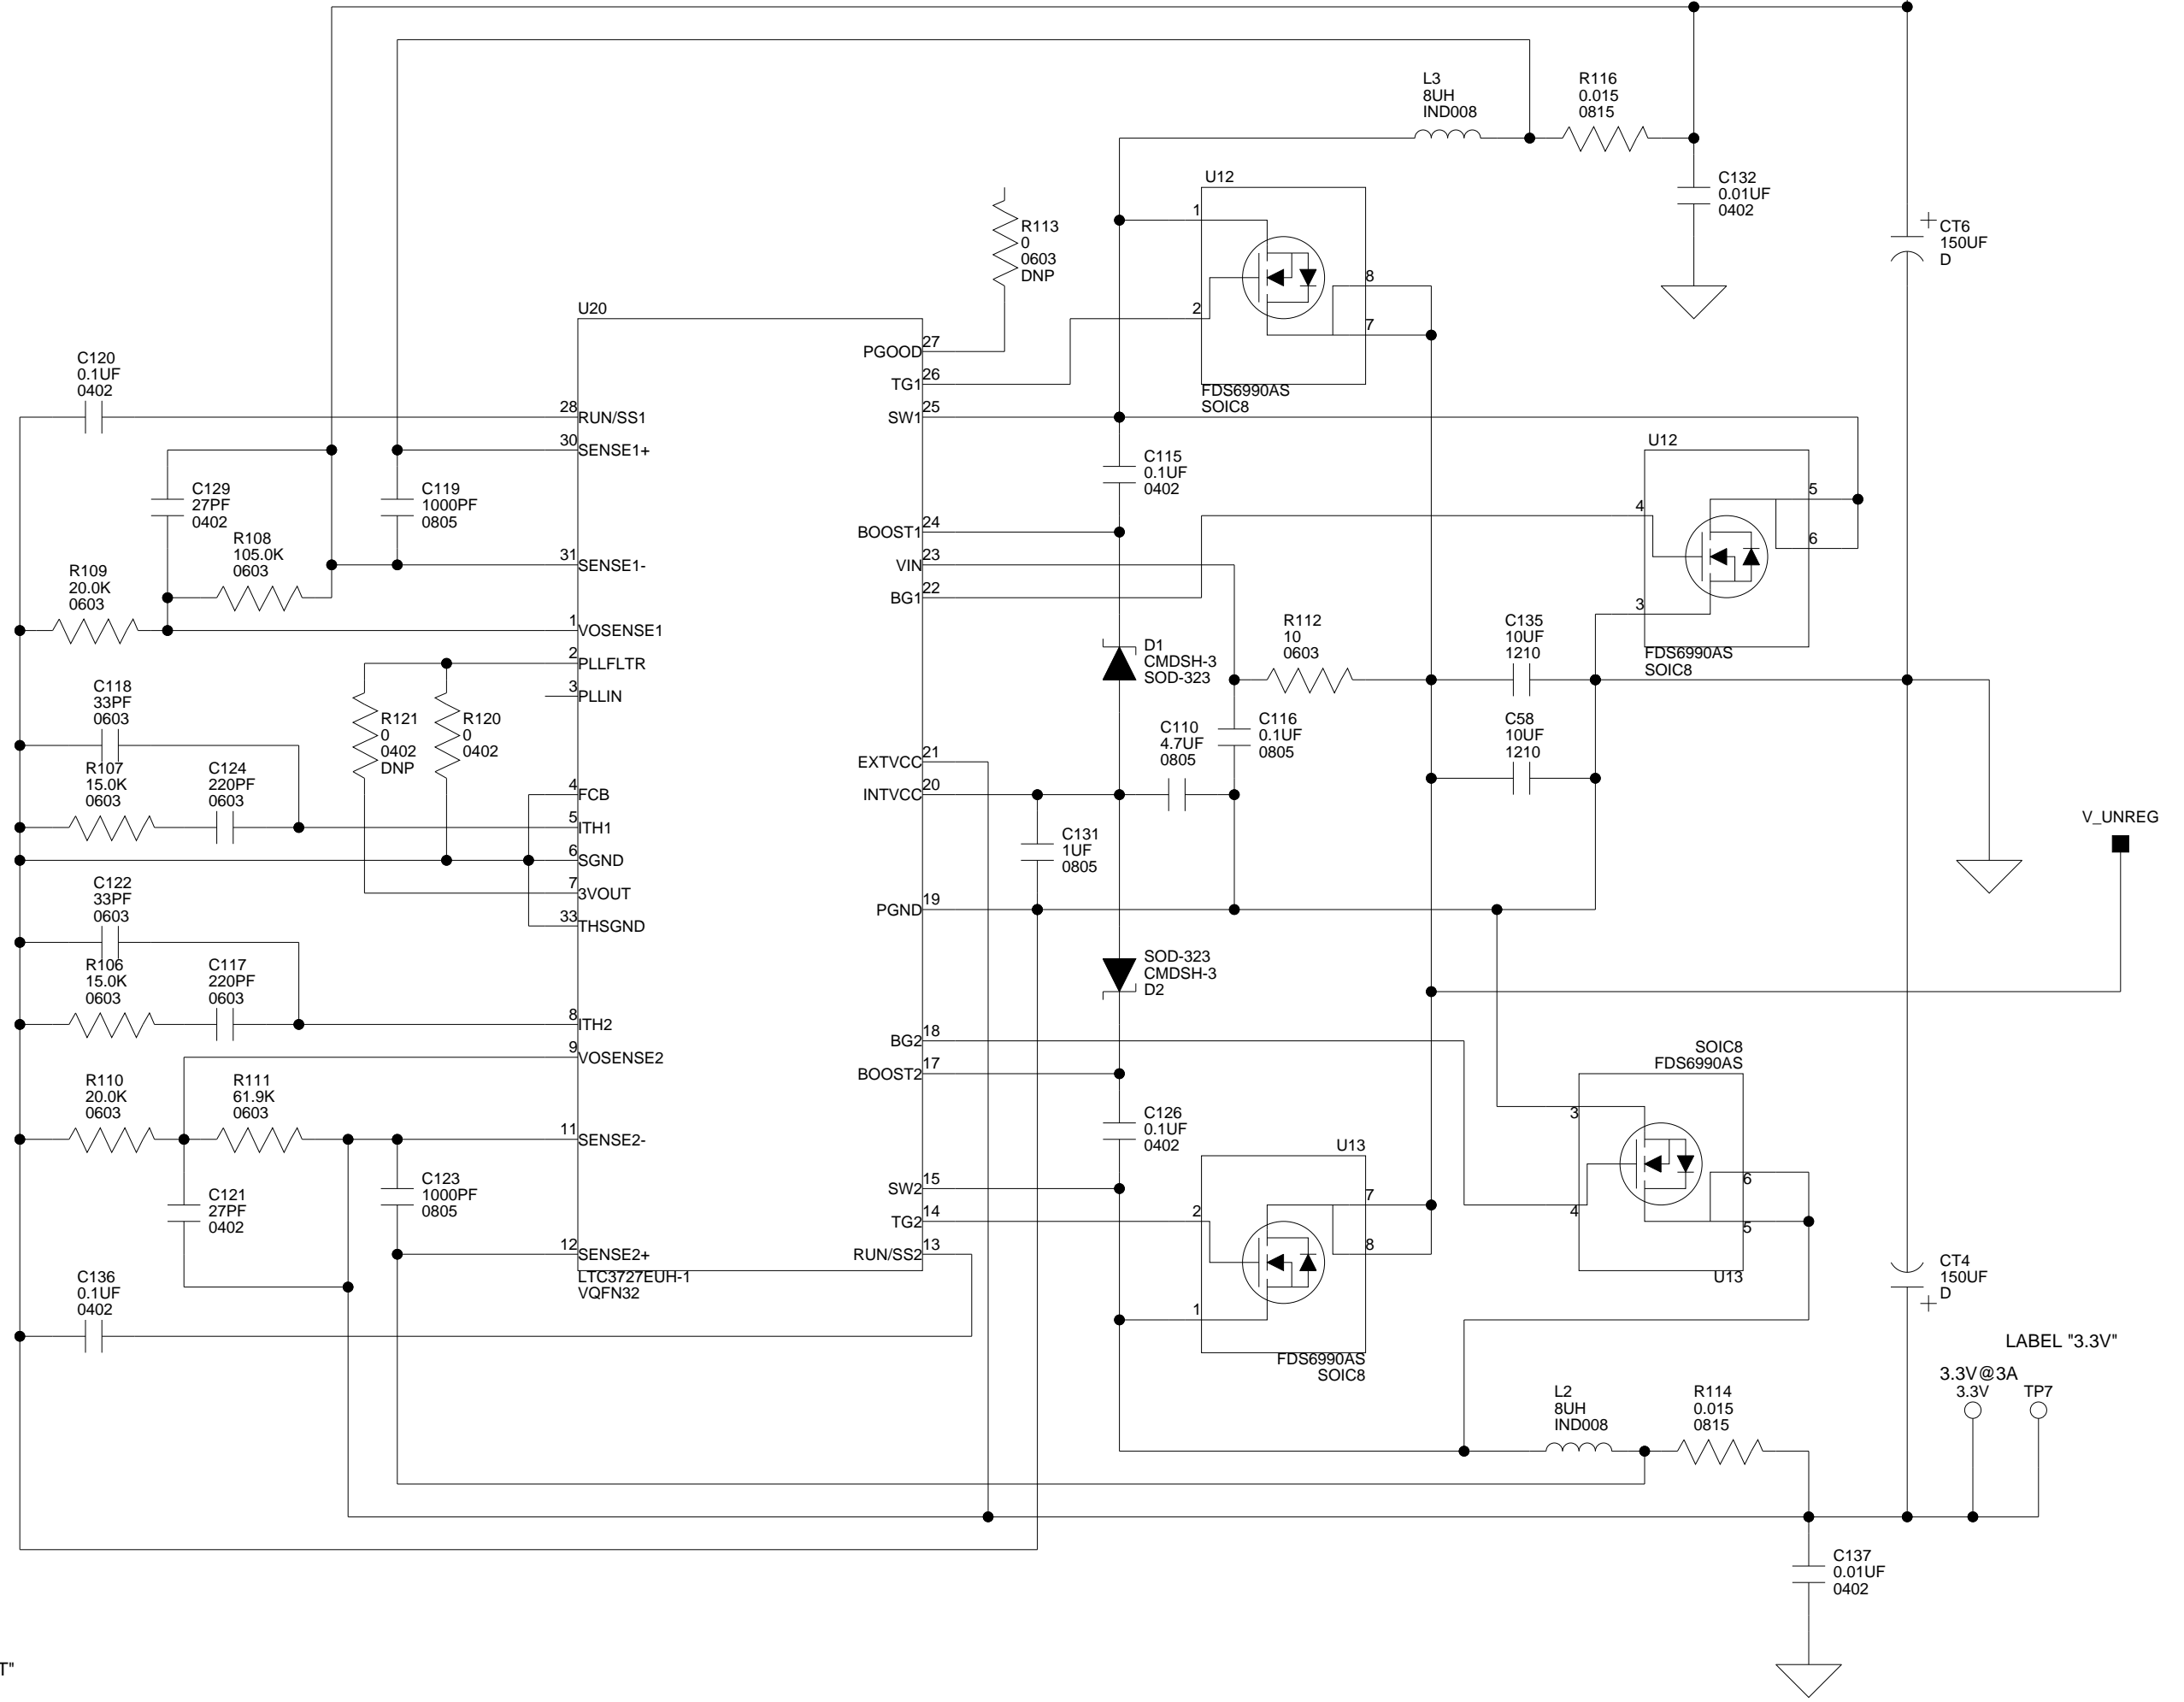 L3
8UH
IND008
R116
0.015
0815
U12
1
2
8
7
FDS6990AS
SOIC8
C132
0.01UF
0402
CT6
150UF
D
R113
0
0603
DNP
U20
PGOOD
27
TG1
26
SW1
25
BOOST1
24
VIN
23
BG1
22
EXTVCC
21
INTVCC
20
PGND
19
BG2
18
BOOST2
17
SW2
15
TG2
14
RUN/SS2
13
28
RUN/SS1
30
SENSE1+
31
SENSE1-
1
VOSENSE1
2
PLLFLTR
3
PLLIN
4
FCB
5
ITH1
6
SGND
7
3VOUT
33
THSGND
8
ITH2
9
VOSENSE2
11
SENSE2-
12
SENSE2+
LTC3727EUH-1
VQFN32
C120
0.1UF
0402
C129
27PF
0402
C119
1000PF
0805
R108
105.0K
0603
R109
20.0K
0603
C118
33PF
0603
R107
15.0K
0603
C124
220PF
0603
R121
0
0402
DNP
R120
0
0402
C122
33PF
0603
R106
15.0K
0603
C117
220PF
0603
R110
20.0K
0603
R111
61.9K
0603
C121
27PF
0402
C123
1000PF
0805
C136
0.1UF
0402
C115
0.1UF
0402
U12
4
3
5
6
FDS6990AS
SOIC8
D1
CMDSH-3
SOD-323
R112
10
0603
C135
10UF
1210
C110
4.7UF
0805
C116
0.1UF
0805
C58
10UF
1210
C131
1UF
0805
V_UNREG
SOD-323
CMDSH-3
D2
C126
0.1UF
0402
U13
2
1
7
8
FDS6990AS
SOIC8
SOIC8
FDS6990AS
3
4
6
5
U13
CT4
150UF
D
LABEL "3.3V"
3.3V@3A
3.3V
TP7
L2
8UH
IND008
R114
0.015
0815
C137
0.01UF
0402
T"